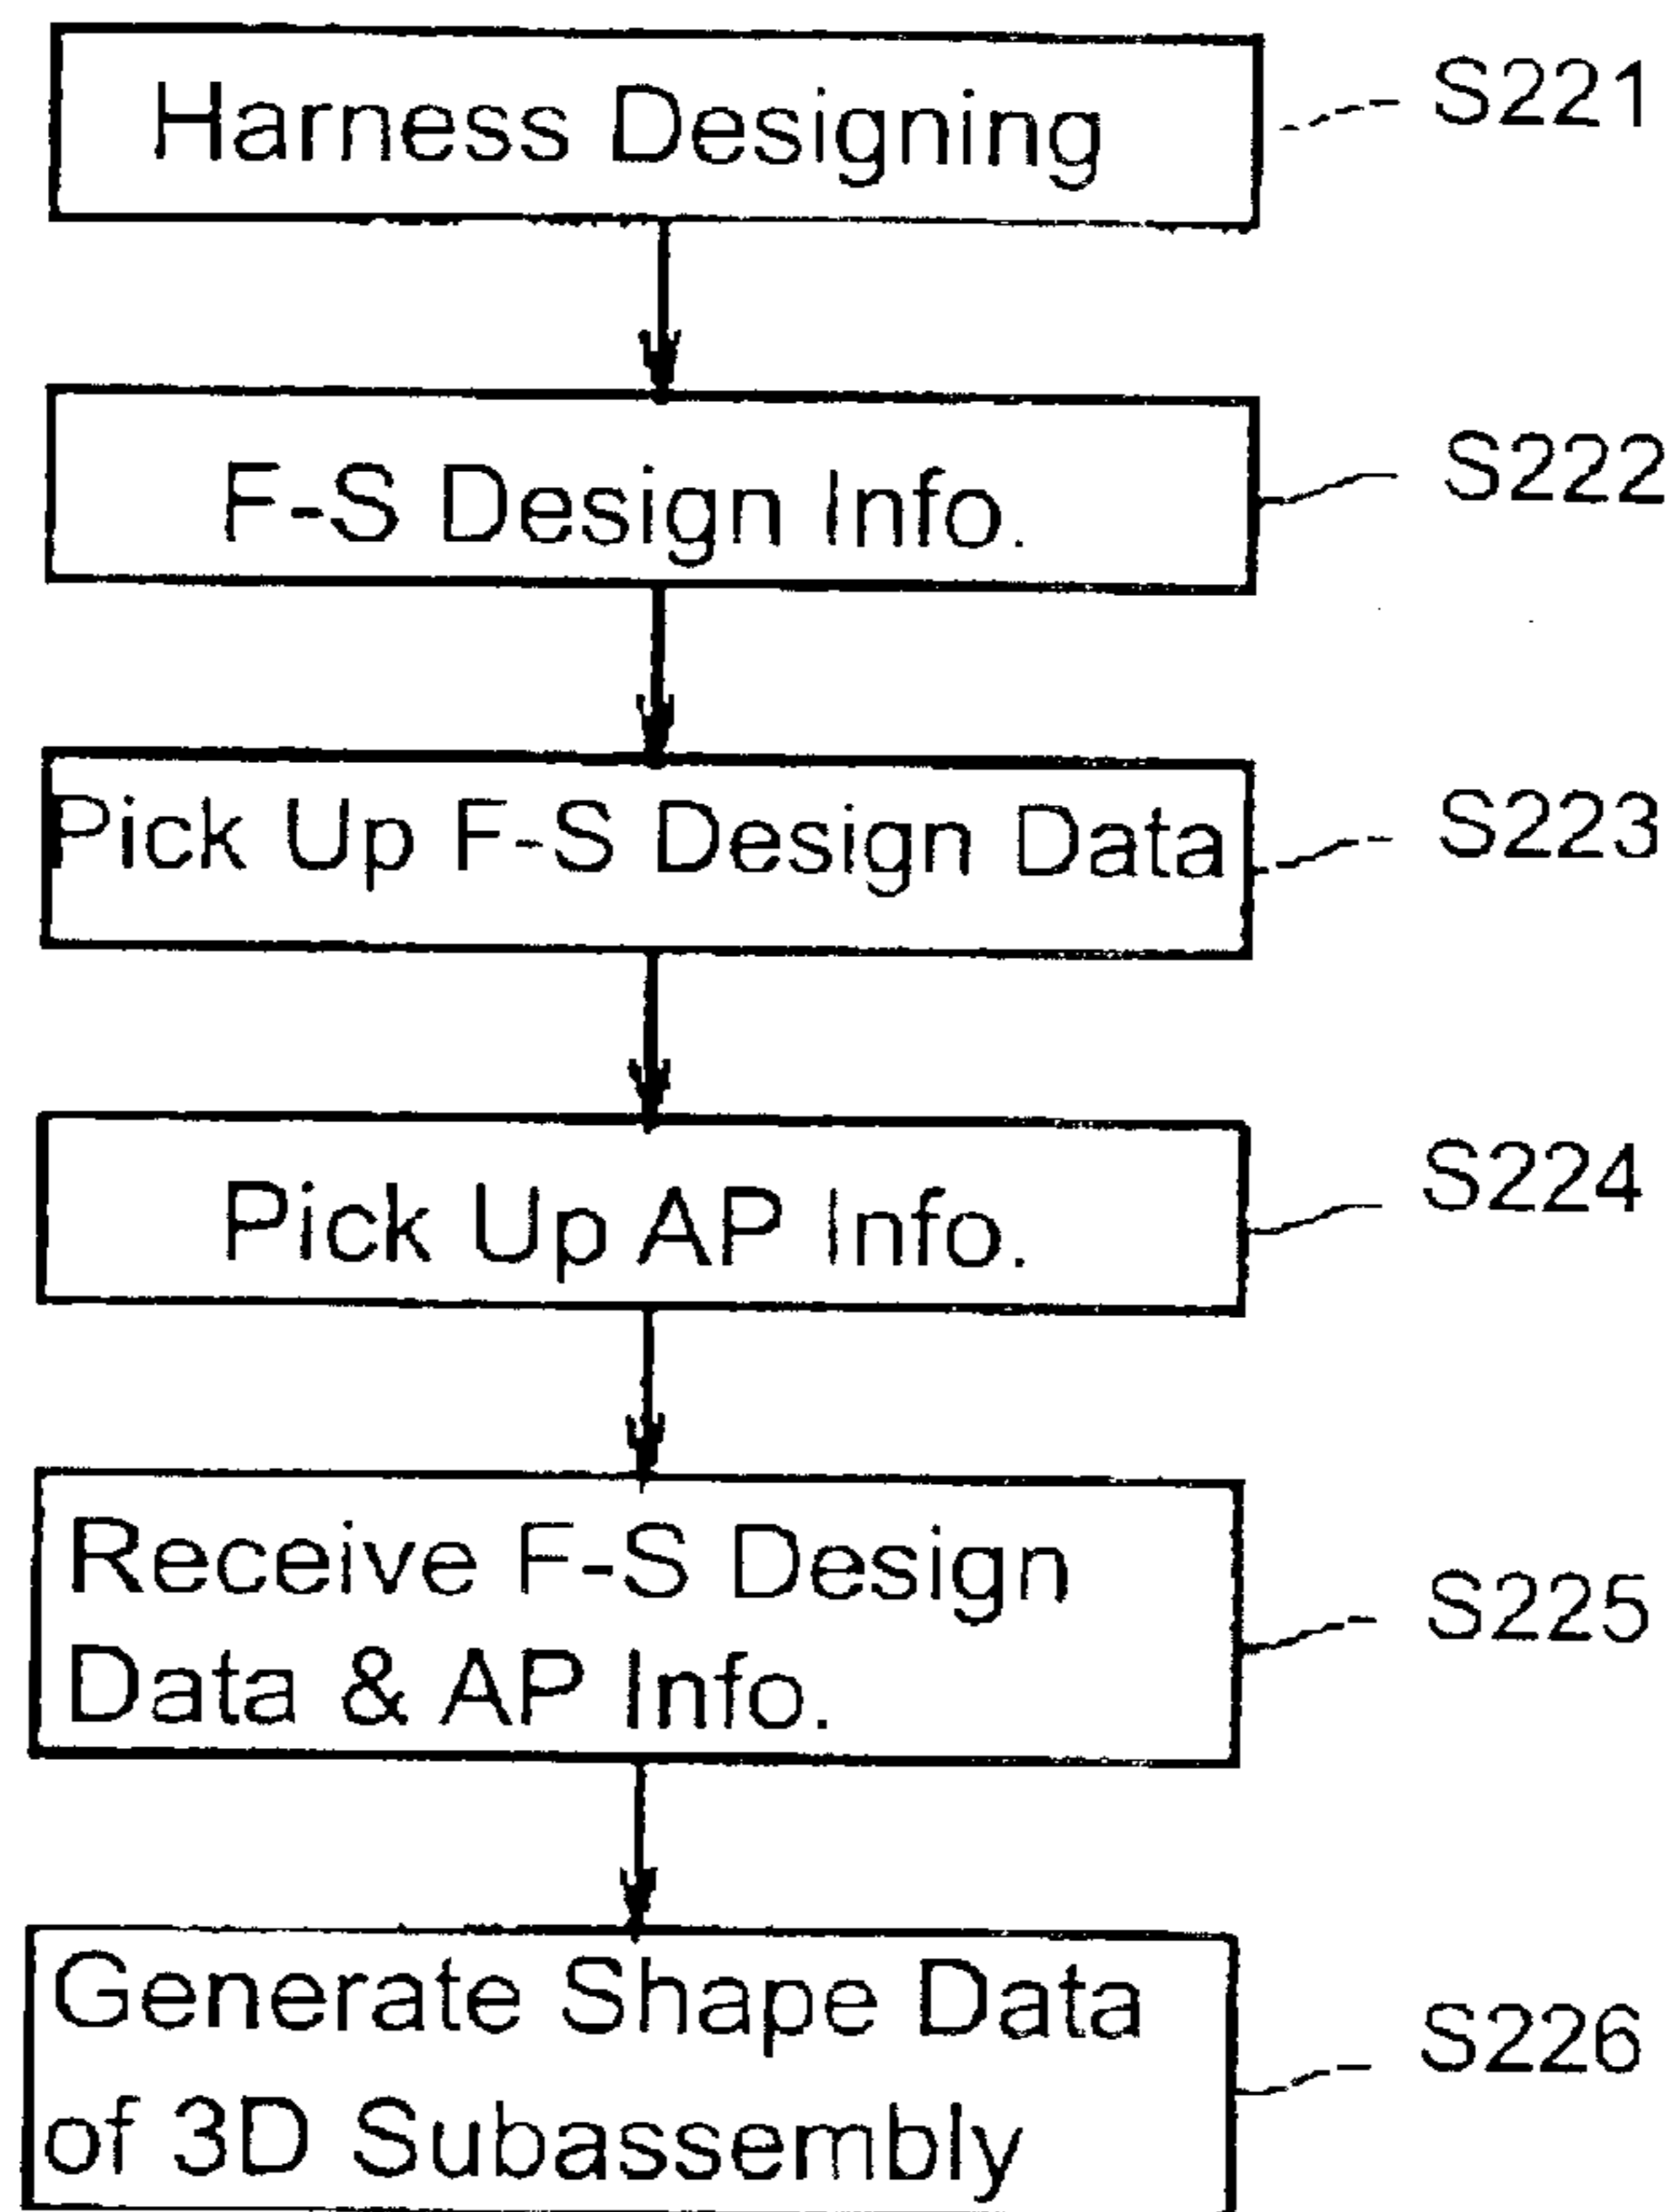 Harness Designing
S221
F-S Design Info.
S222
Pick Up F-S Design Data
S223
Pick Up AP Info.
S224
Receive F-S Design
Data & AP Info.
S225
Generate Shape Data
of 3D Subassembly
S226